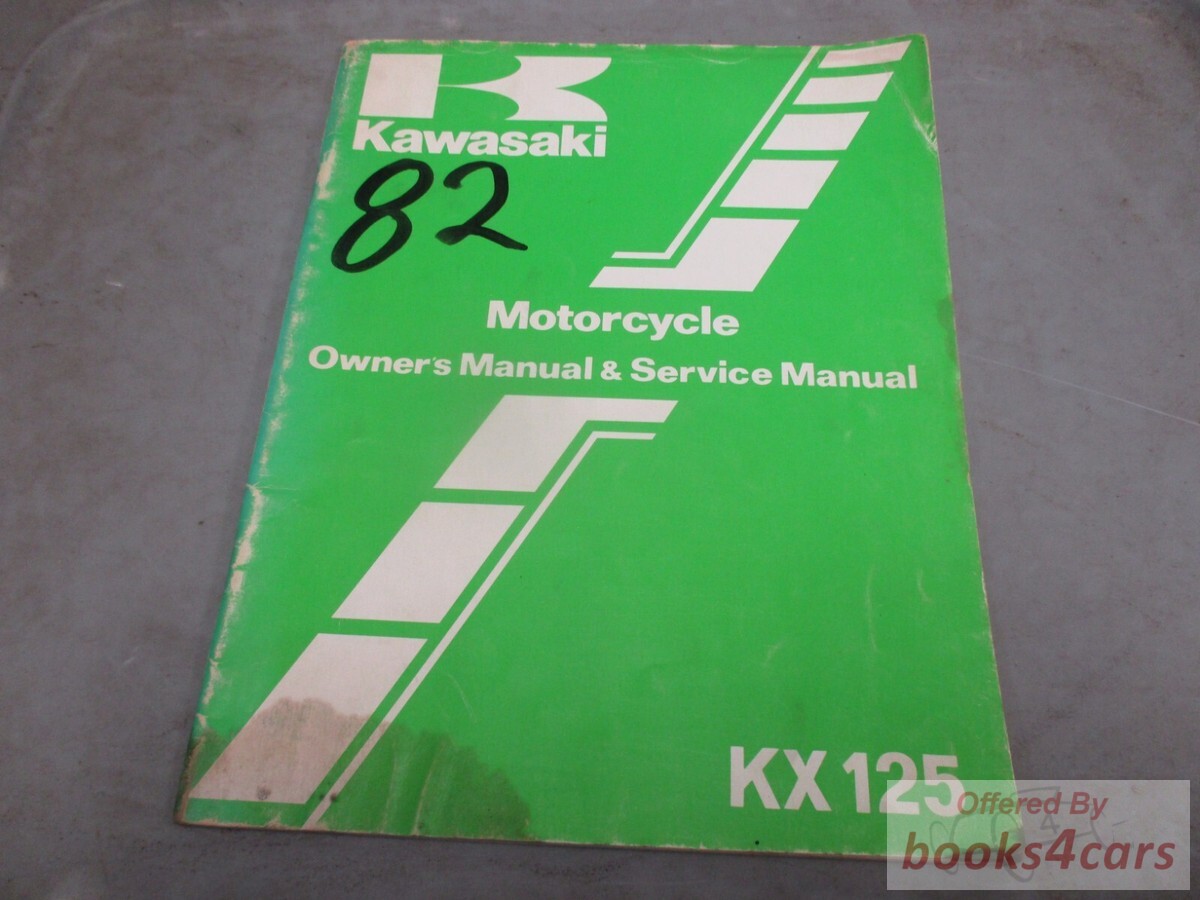 Kawasaki
82
Motorcycle
Owner's Manual & Service Manual
KX 125
Offered By
books4cars